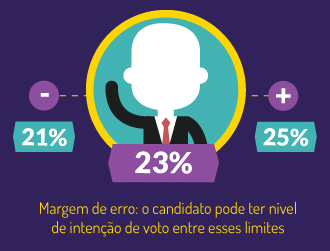 - +
21% 25%
23%
Margem de erro: o candidato pode ter nível
de intenção de voto entre esses limites